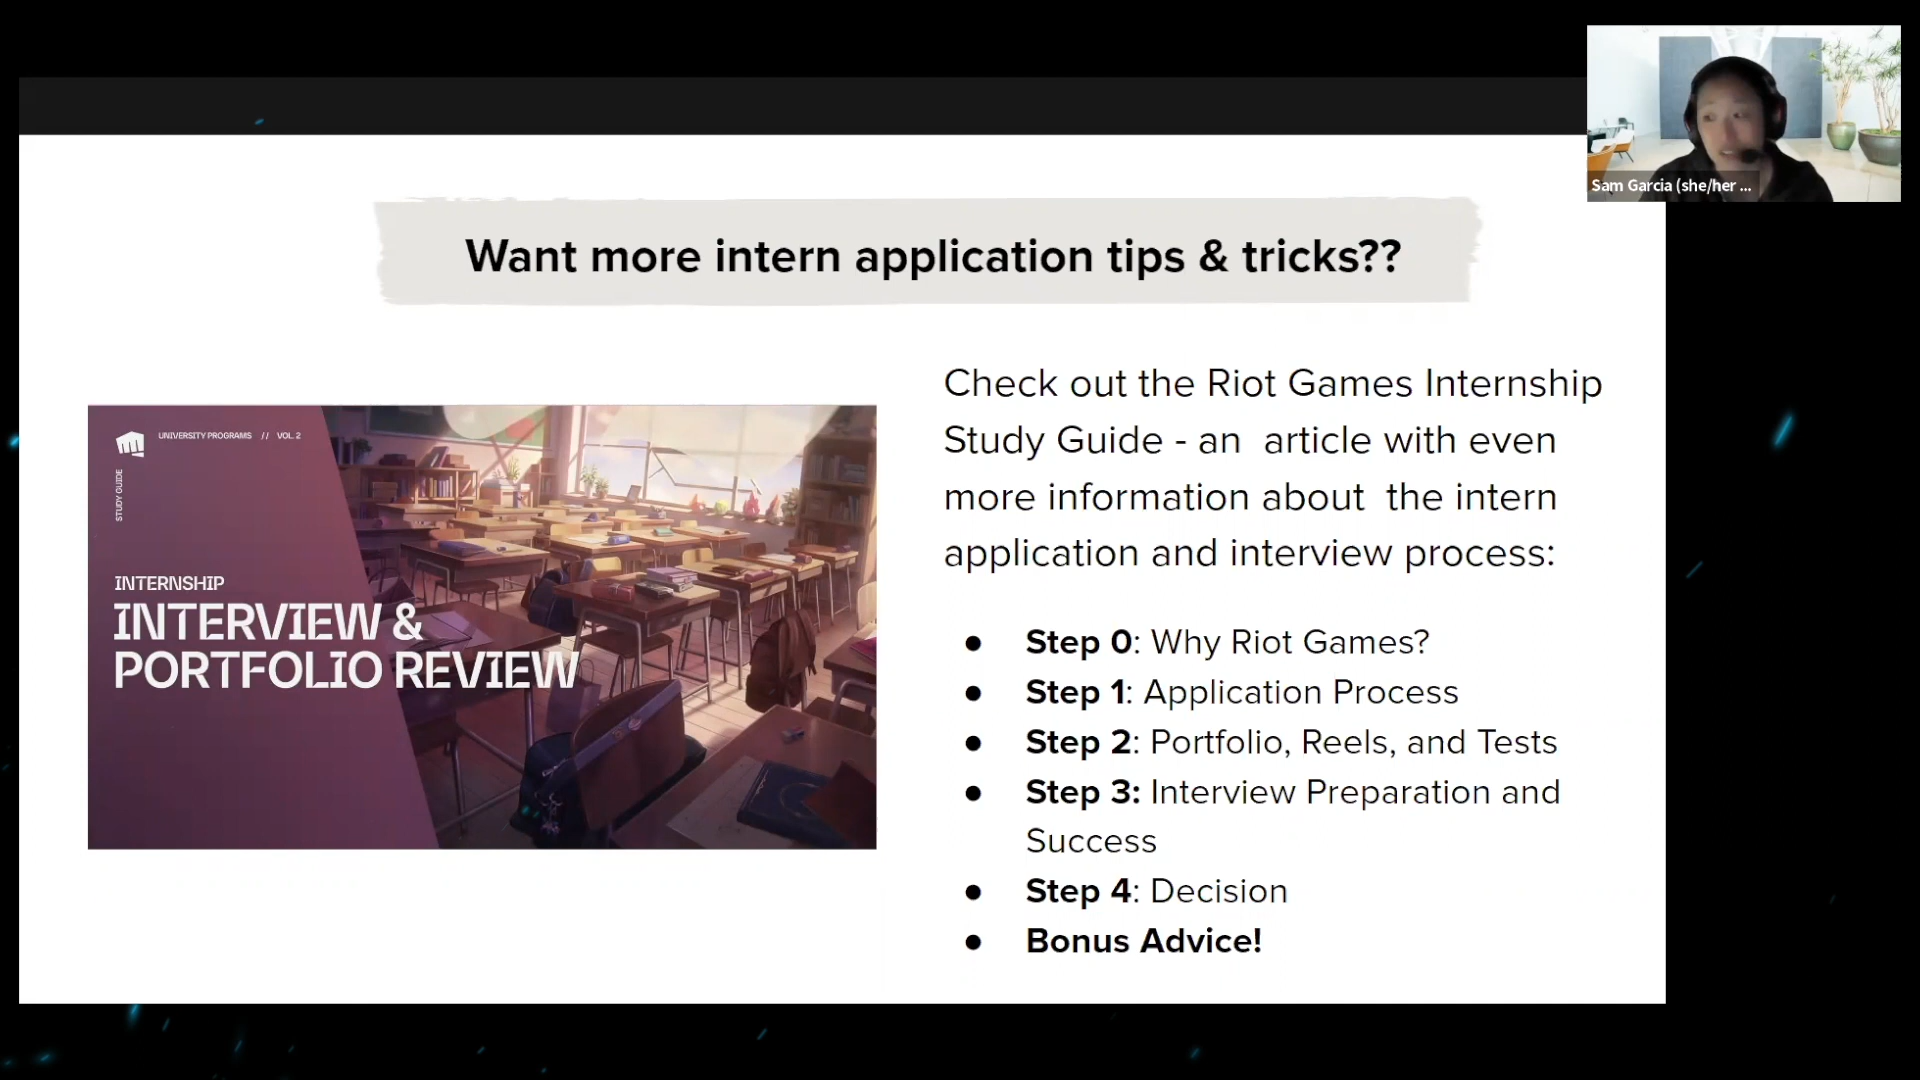 Sam Garcia (she/her ...
Want more intern application tips & tricks??
UNIVERSITY PROGRAMS // VOL. 2
STUDY GUIDE
INTERNSHIP
INTERVIEW &
PORTFOLIO REVIEW
Check out the Riot Games Internship
Study Guide - an  article with even
more information about  the intern
application and interview process:
● Step 0: Why Riot Games?
● Step 1: Application Process
● Step 2: Portfolio, Reels, and Tests
● Step 3: Interview Preparation and
Success
● Step 4: Decision
● Bonus Advice!